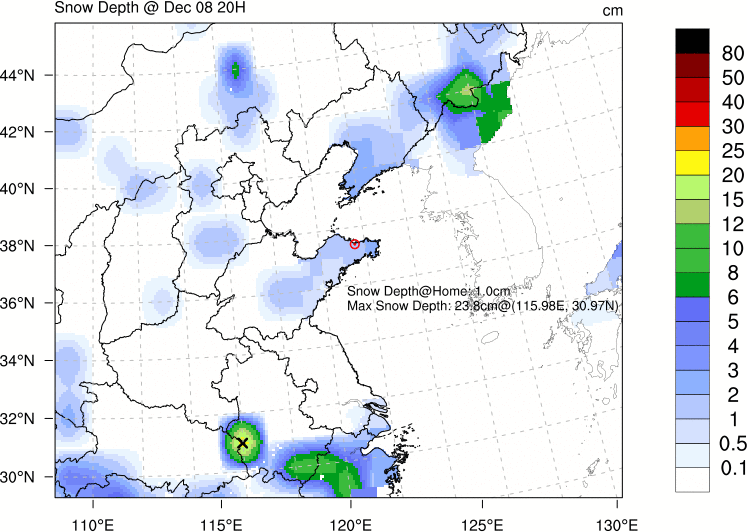 Snow Depth @ Dec 08 20H
cm
80
50
40
30
25
20
15
12
10
8
6
5
4
3
2
1
0.5
0.1
44°N
42°N
40°N
38°N
36°N
34°N
32°N
30°N
Snow Depth@Home: 1.0cm
Max Snow Depth: 23.8cm@(115.98E, 30.97N)
110°E
115°E
120°E
125°E
130°E